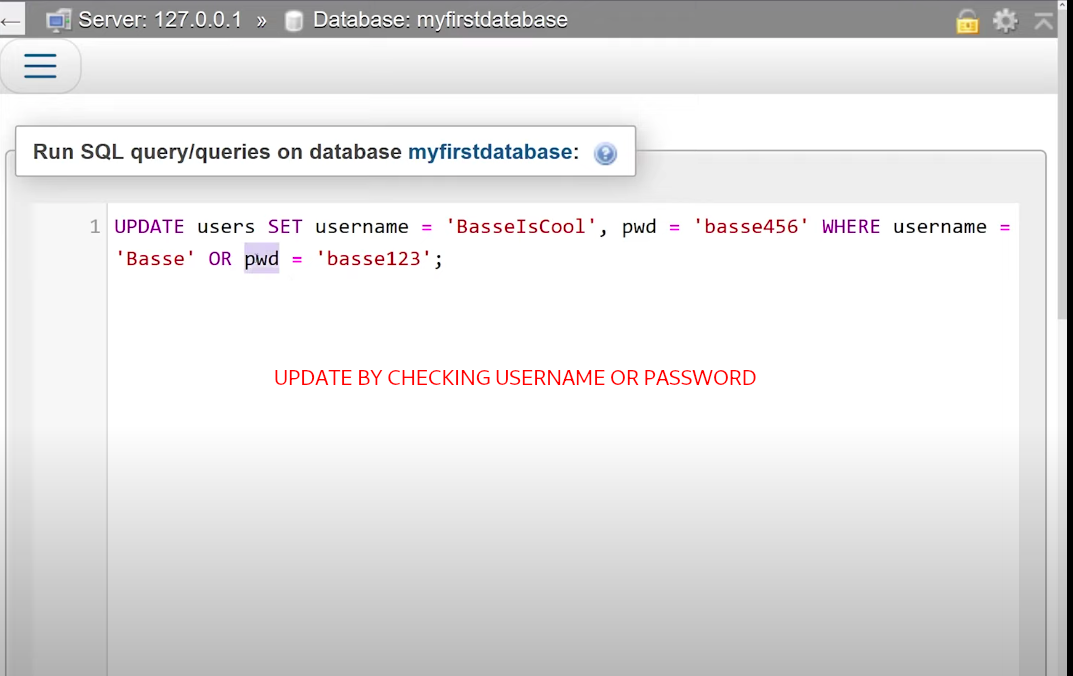 Server: 127.0.0.1 » Database: myfirstdatabase
Run SQL query/queries on database myfirstdatabase:
1 UPDATE users SET username = 'BasseIsCool', pwd = 'basse456' WHERE username =
'Basse' OR pwd = 'basse123';
UPDATE BY CHECKING USERNAME OR PASSWORD